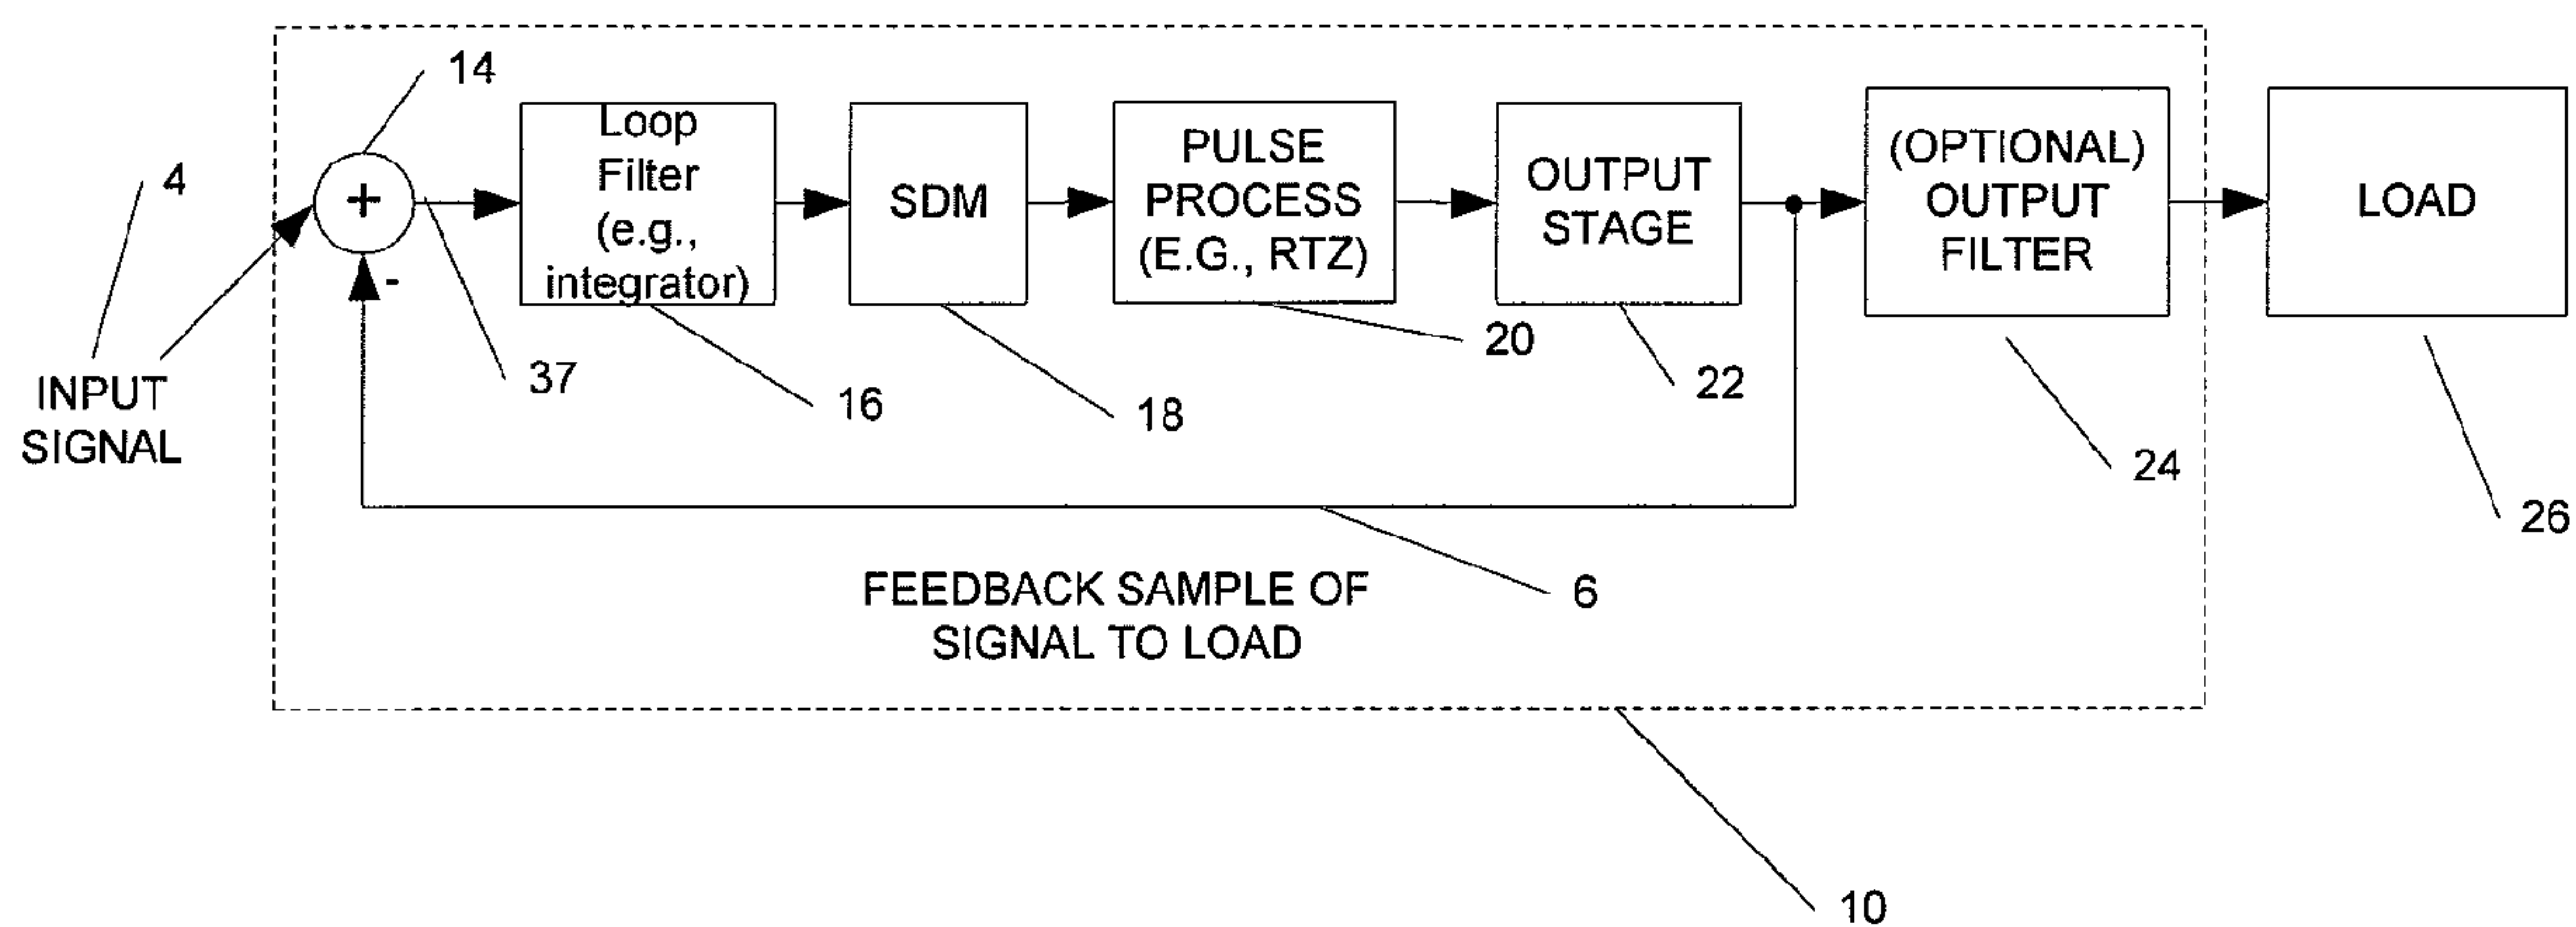 14
4
+
-
INPUT
SIGNAL
37
Loop
Filter
(e.g.,
integrator)
16
SDM
18
PULSE
PROCESS
(E.G., RTZ)
20
OUTPUT
STAGE
22
(OPTIONAL)
OUTPUT
FILTER
24
LOAD
26
FEEDBACK SAMPLE OF
SIGNAL TO LOAD
6
10